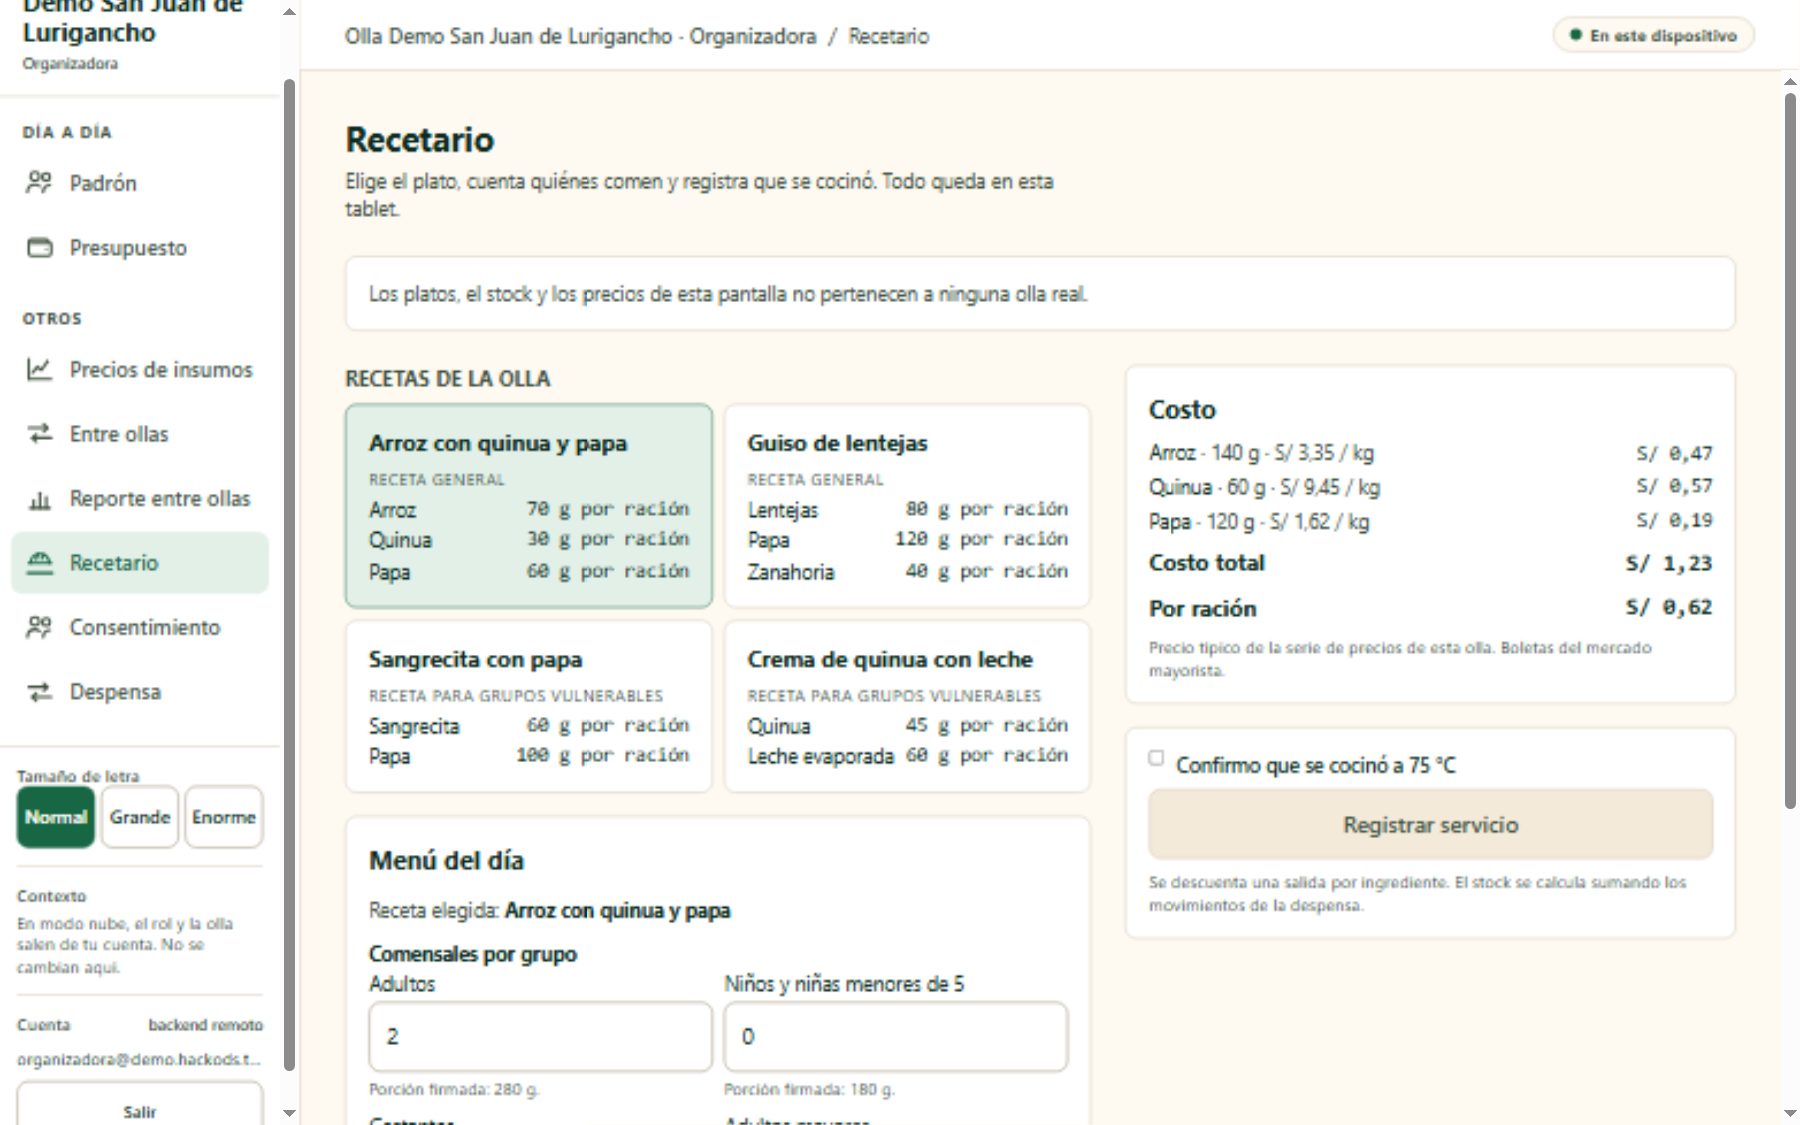 Demo San Juan de
Lurigancho
Organizadora
DÍA A DÍA
Padrón
Presupuesto
OTROS
Precios de insumos
Entre ollas
Reporte entre ollas
Recetario
Consentimiento
Despensa
Tamaño de letra
Normal
Grande
Enorme
Contexto
En modo nube, el rol y la olla
salen de tu cuenta. No se
cambian aquí.
Cuenta
backend remoto
organizadora@demo.hackods.t...
Salir
Olla Demo San Juan de Lurigancho · Organizadora / Recetario
En este dispositivo
Recetario
Elige el plato, cuenta quiénes comen y registra que se cocinó. Todo queda en esta
tablet.
Los platos, el stock y los precios de esta pantalla no pertenecen a ninguna olla real.
RECETAS DE LA OLLA
Arroz con quinua y papa
RECETA GENERAL
Arroz 70 g por ración
Quinua 30 g por ración
Papa 60 g por ración
Guiso de lentejas
RECETA GENERAL
Lentejas 80 g por ración
Papa 120 g por ración
Zanahoria 40 g por ración
Sangrecita con papa
RECETA PARA GRUPOS VULNERABLES
Sangrecita 60 g por ración
Papa 100 g por ración
Crema de quinua con leche
RECETA PARA GRUPOS VULNERABLES
Quinua 45 g por ración
Leche evaporada 60 g por ración
Menú del día
Receta elegida: Arroz con quinua y papa
Comensales por grupo
Adultos
2
Porción firmada: 280 g.
Niños y niñas menores de 5
0
Porción firmada: 180 g.
Gestantes
Adultos mayores
Costo
Arroz · 140 g · S/ 3,35 / kg S/ 0,47
Quinua · 60 g · S/ 9,45 / kg S/ 0,57
Papa · 120 g · S/ 1,62 / kg S/ 0,19
Costo total S/ 1,23
Por ración S/ 0,62
Precio típico de la serie de precios de esta olla. Boletas del mercado
mayorista.
Confirmo que se cocinó a 75 °C
Registrar servicio
Se descuenta una salida por ingrediente. El stock se calcula sumando los
movimientos de la despensa.